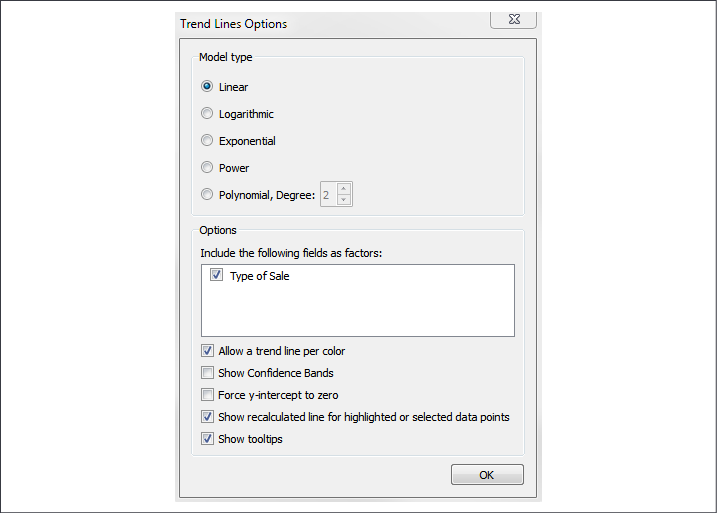 Trend Lines Options
Model type
Linear
Logarithmic
Exponential
Power
Polynomial, Degree: 2
Options
Include the following fields as factors:
Type of Sale
Allow a trend line per color
Show Confidence Bands
Force y-intercept to zero
Show recalculated line for highlighted or selected data points
Show tooltips
OK